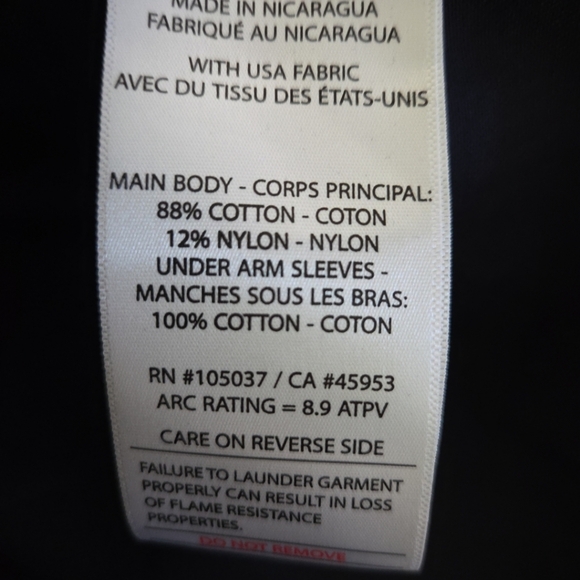 MADE IN NICARAGUA
FABRIQUÉ AU NICARAGUA
WITH USA FABRIC
AVEC DU TISSU DES ÉTATS-UNIS
MAIN BODY - CORPS PRINCIPAL:
88% COTTON - COTON
12% NYLON - NYLON
UNDER ARM SLEEVES -
MANCHES SOUS LES BRAS:
100% COTTON - COTON
RN #105037 / CA #45953
ARC RATING = 8.9 ATPV
CARE ON REVERSE SIDE
FAILURE TO LAUNDER GARMENT
PROPERLY CAN RESULT IN LOSS
OF FLAME RESISTANCE
PROPERTIES.
DO NOT REMOVE